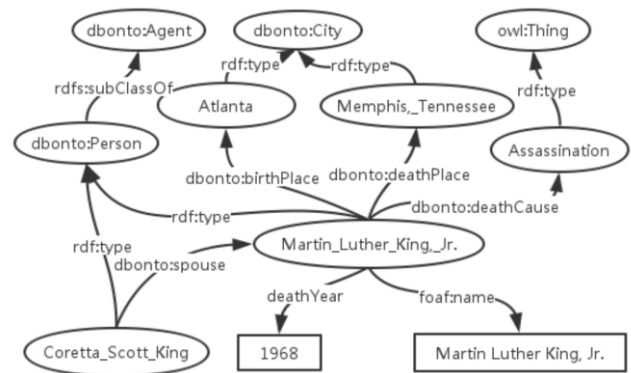 dbonto:Agent
dbonto:City
owl:Thing
rdf:type
rdf:type
rdfs:subClassOf
rdf:type
Atlanta
Memphis,_Tennessee
dbonto:Person
Assassination
dbonto:birthPlace
dbonto:deathPlace
dbonto:deathCause
rdf:type
rdf:type
Martin_Luther_King,_Jr.
dbonto:spouse
deathYear
foaf:name
Coretta_Scott_King
1968
Martin Luther King, Jr.